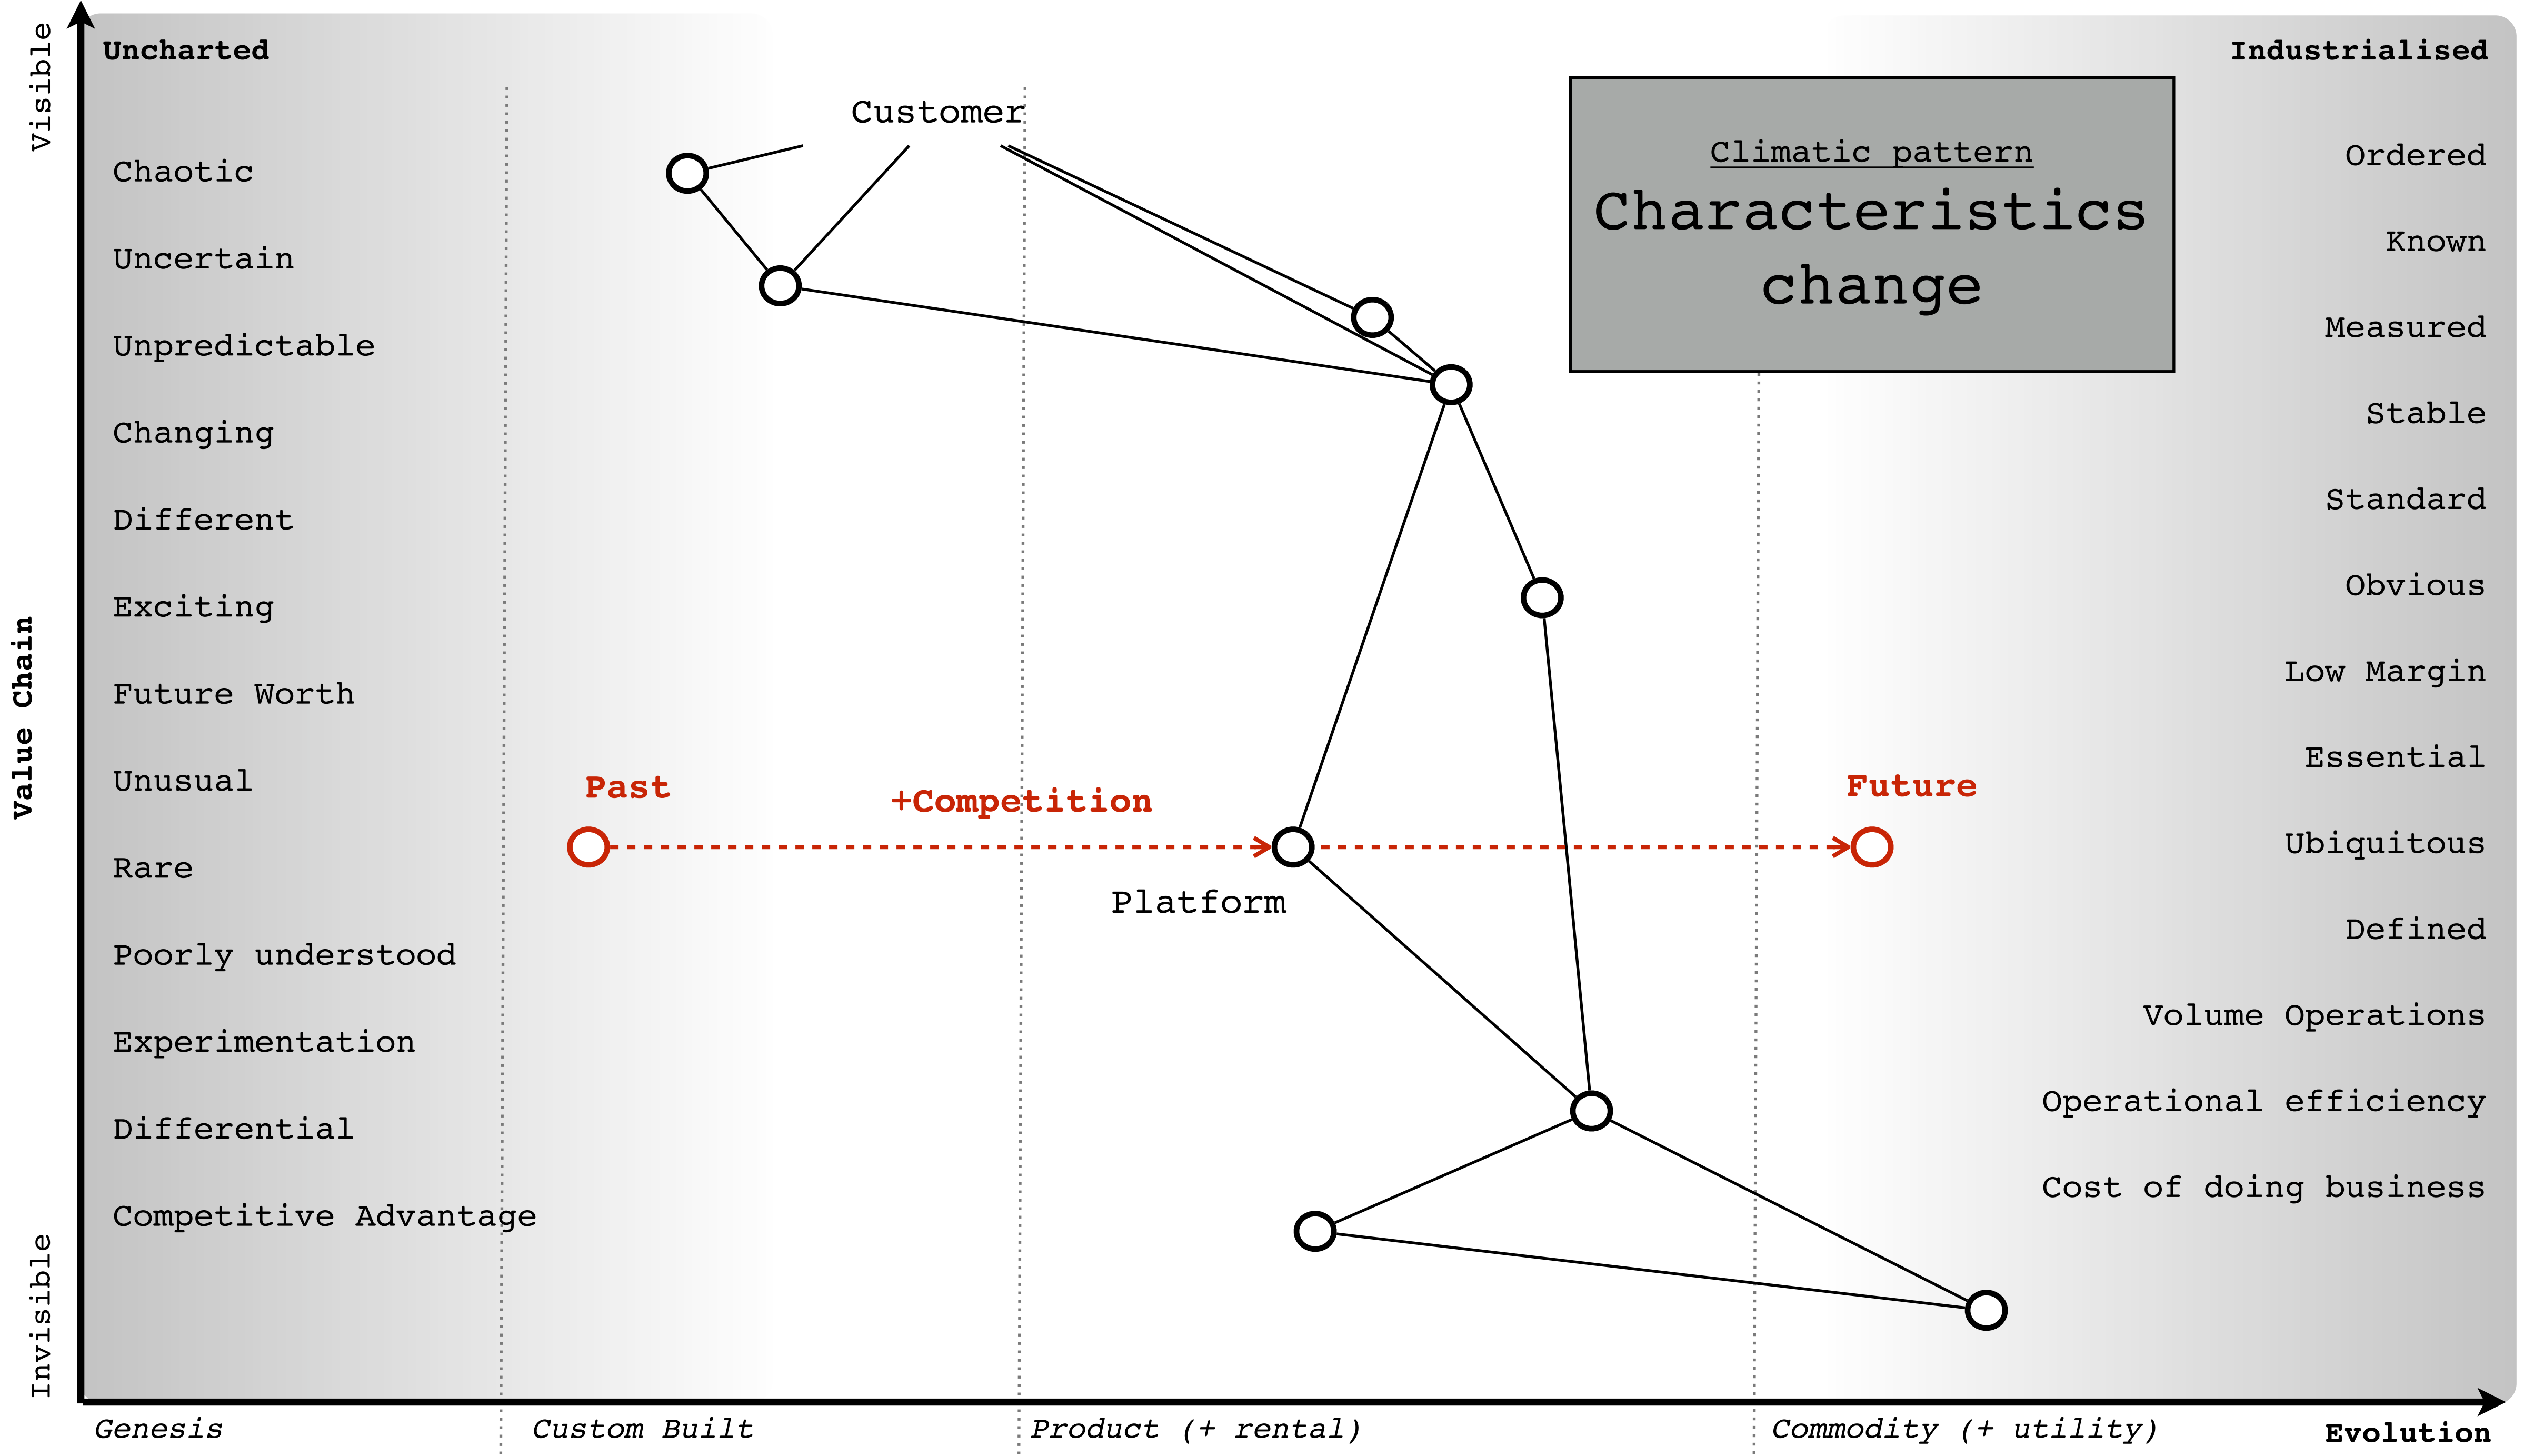 Visible
Uncharted
Industrialised
Customer
Climatic pattern
Characteristics
change
Chaotic
Uncertain
Unpredictable
Changing
Different
Exciting
Future Worth
Unusual
Rare
Poorly understood
Experimentation
Differential
Competitive Advantage
Ordered
Known
Measured
Stable
Standard
Obvious
Low Margin
Essential
Ubiquitous
Defined
Volume Operations
Operational efficiency
Cost of doing business
Value Chain
Past
+Competition
Future
Platform
Invisible
Genesis
Custom Built
Product (+ rental)
Commodity (+ utility)
Evolution